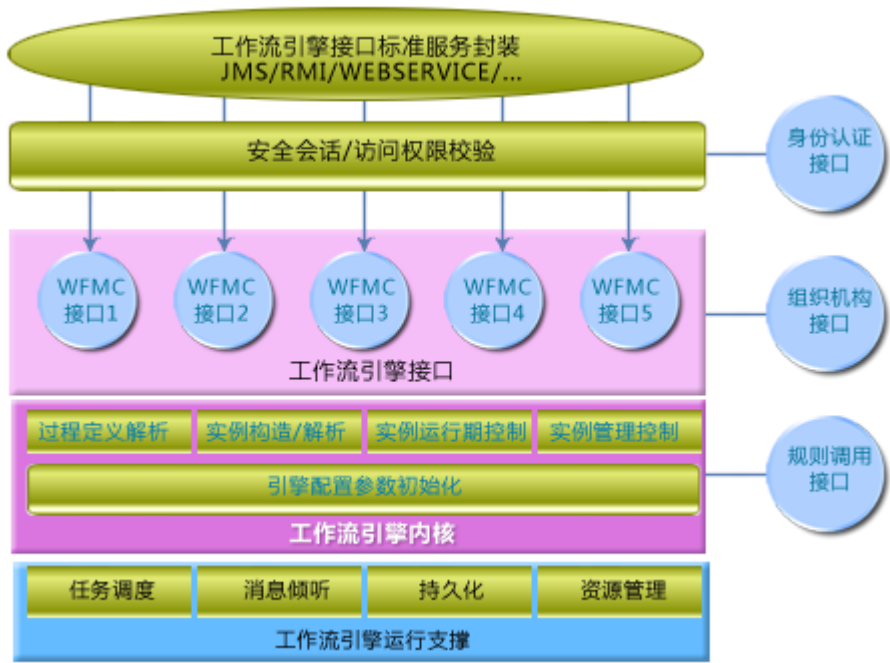 工作流引擎接口标准服务封装
JMS/RMI/WEBSERVICE/...
安全会话/访问权限校验
身份认证
接口
WFMC
接口1
WFMC
接口2
WFMC
接口3
WFMC
接口4
WFMC
接口5
工作流引擎接口
组织机构
接口
过程定义解析
实例构造/解析
实例运行期控制
实例管理控制
引擎配置参数初始化
工作流引擎内核
规则调用
接口
任务调度
消息倾听
持久化
资源管理
工作流引擎运行支撑